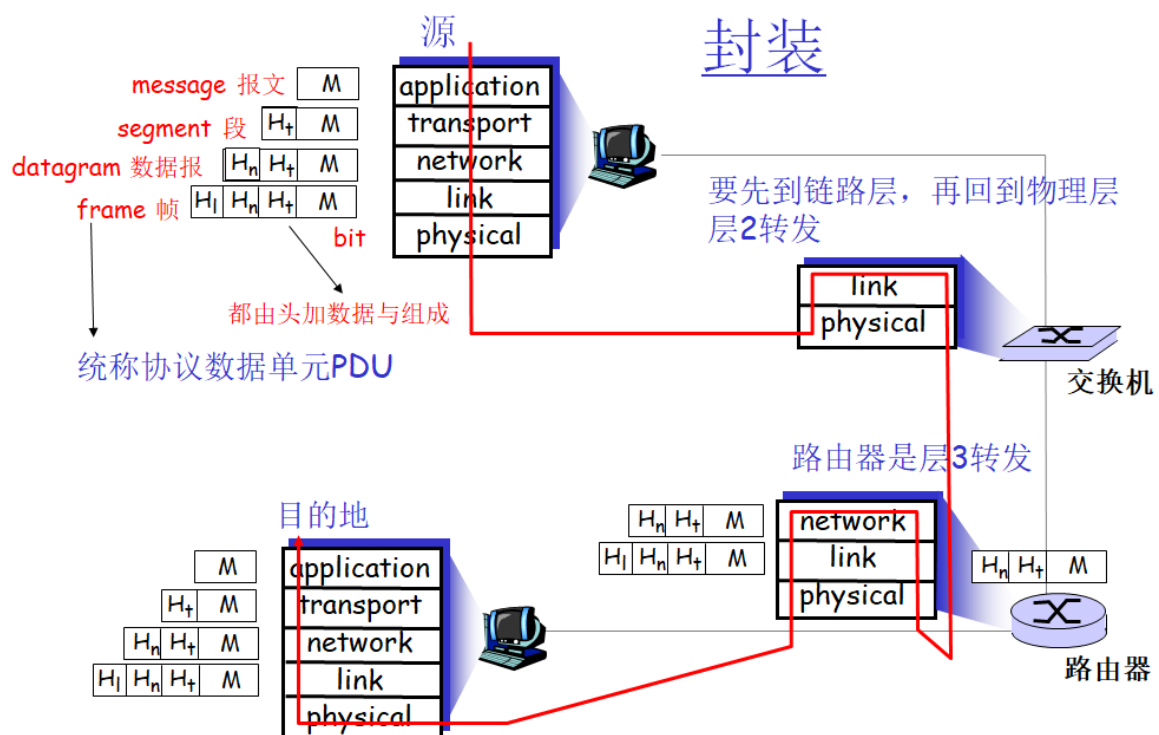 源
封装
message 报文 M
segment 段 Ht M
datagram 数据报 Hn Ht M
frame 帧 Hl Hn Ht M
bit
application
transport
network
link
physical
要先到链路层，再回到物理层
层2转发
都由头加数据与组成
统称协议数据单元PDU
link
physical
交换机
路由器是层3转发
目的地
Hn Ht M
Hl Hn Ht M
network
link
physical
Hn Ht M
路由器
M
Ht M
Hn Ht M
Hl Hn Ht M
application
transport
network
link
physical